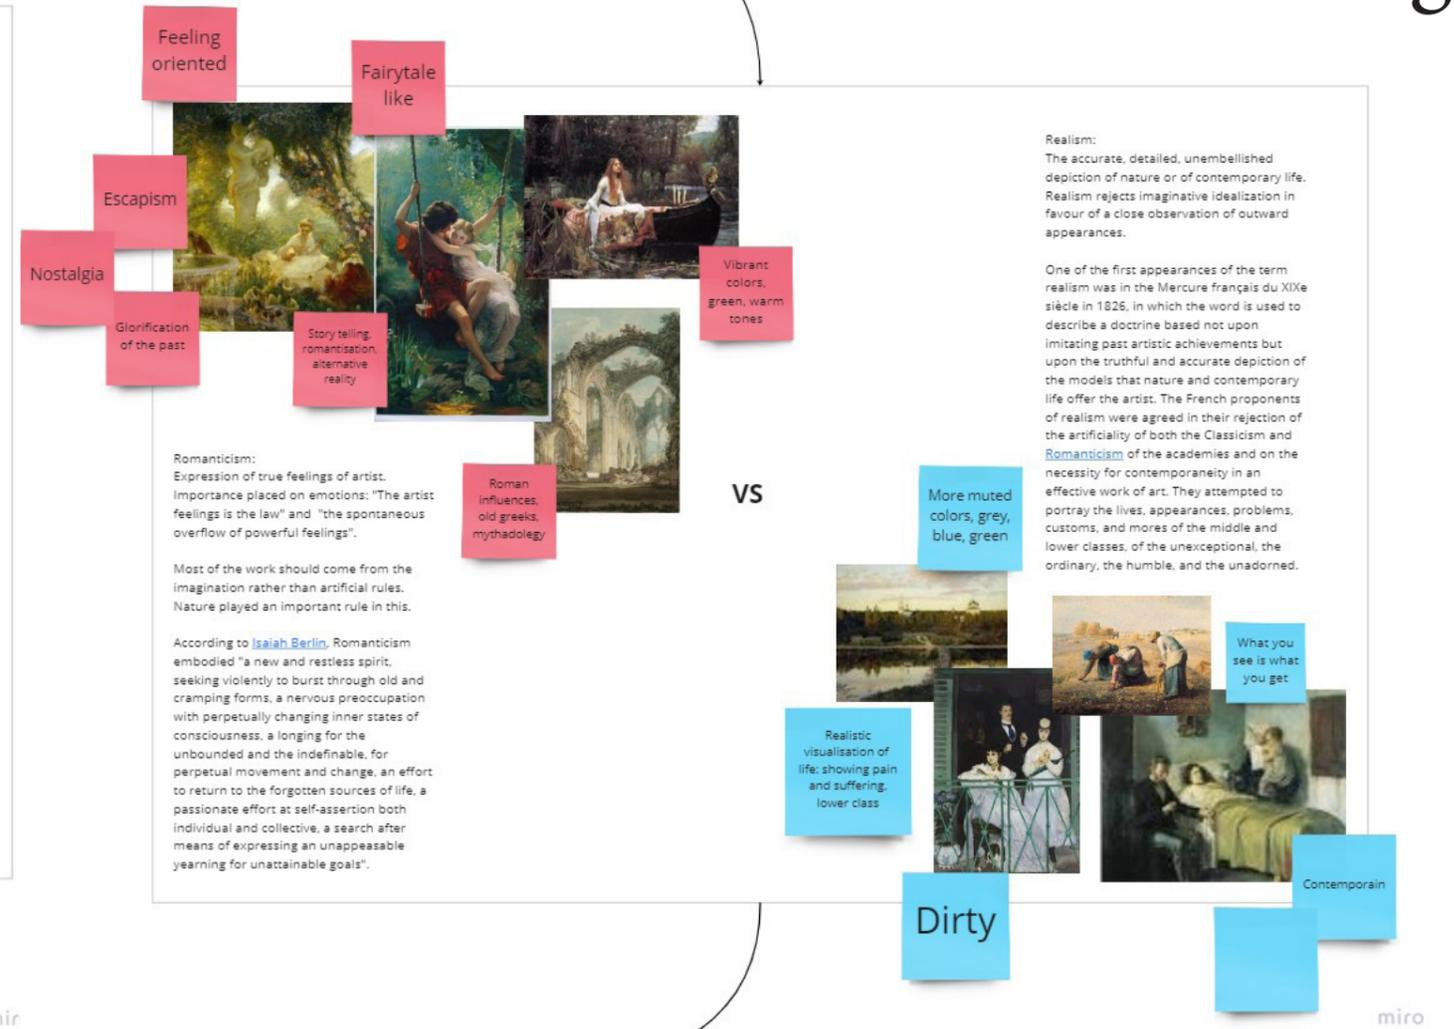 Feeling
oriented
Fairytale
like
Escapism
Nostalgia
Glorification
of the past
Story telling,
romantisation,
alternative
reality
Vibrant
colors,
green, warm
tones
Roman
influences,
old greeks,
mythadolegy
Romanticism:
Expression of true feelings of artist.
Importance placed on emotions: "The artist
feelings is the law" and "the spontaneous
overflow of powerful feelings".
Most of the work should come from the
imagination rather than artificial rules.
Nature played an important rule in this.
According to Isaiah Berlin, Romanticism
embodied "a new and restless spirit,
seeking violently to burst through old and
cramping forms, a nervous preoccupation
with perpetually changing inner states of
consciousness, a longing for the
unbounded and the indefinable, for
perpetual movement and change, an effort
to return to the forgotten sources of life, a
passionate effort at self-assertion both
individual and collective, a search after
means of expressing an unappeasable
yearning for unattainable goals".
VS
Realism:
The accurate, detailed, unembellished
depiction of nature or of contemporary life.
Realism rejects imaginative idealization in
favour of a close observation of outward
appearances.
One of the first appearances of the term
realism was in the Mercure français du XIXe
siècle in 1826, in which the word is used to
describe a doctrine based not upon
imitating past artistic achievements but
upon the truthful and accurate depiction of
the models that nature and contemporary
life offer the artist. The French proponents
of realism were agreed in their rejection of
the artificiality of both the Classicism and
Romanticism of the academies and on the
necessity for contemporaneity in an
effective work of art. They attempted to
portray the lives, appearances, problems,
customs, and mores of the middle and
lower classes, of the unexceptional, the
ordinary, the humble, and the unadorned.
More muted
colors, grey,
blue, green
What you
see is what
you get
Realistic
visualisation of
life: showing pain
and suffering,
lower class
Dirty
Contemporain
miro